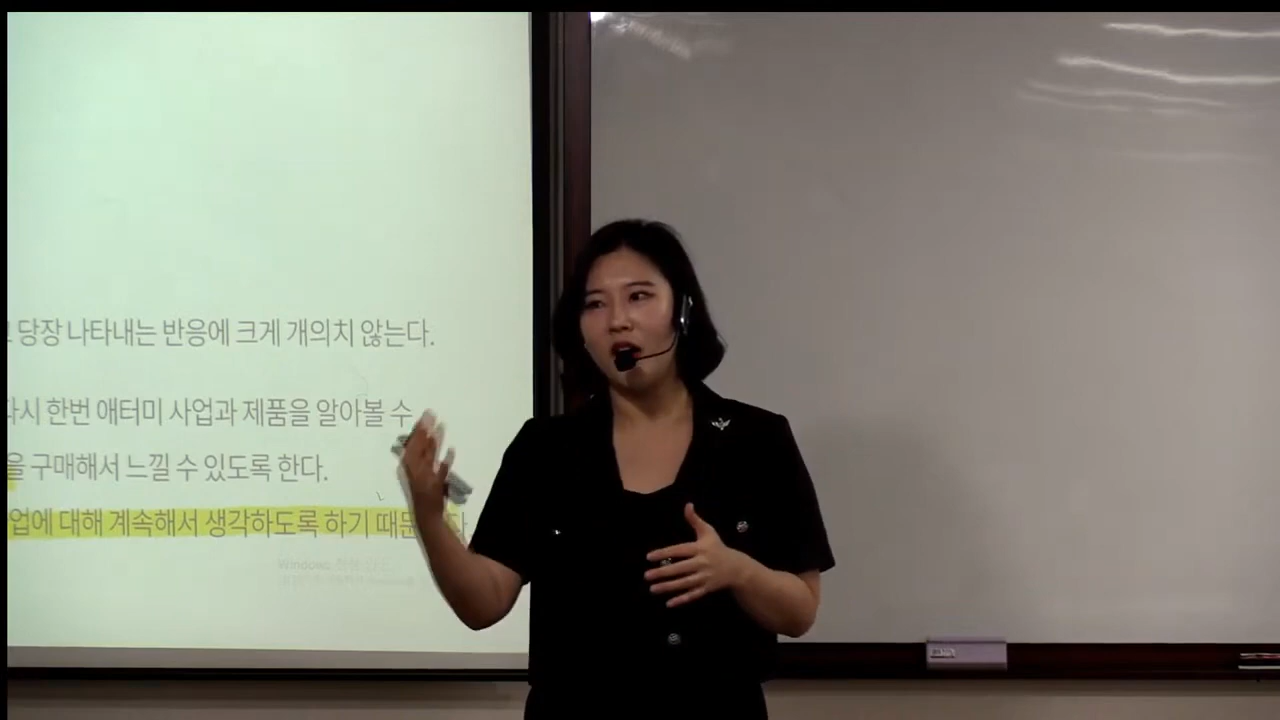 당장 나타내는 반응에 크게 개의치 않는다.
다시 한번 애터미 사업과 제품을 알아볼 수
을 구매해서 느낄 수 있도록 한다.
업에 대해 계속해서 생각하도록 하기
Windows